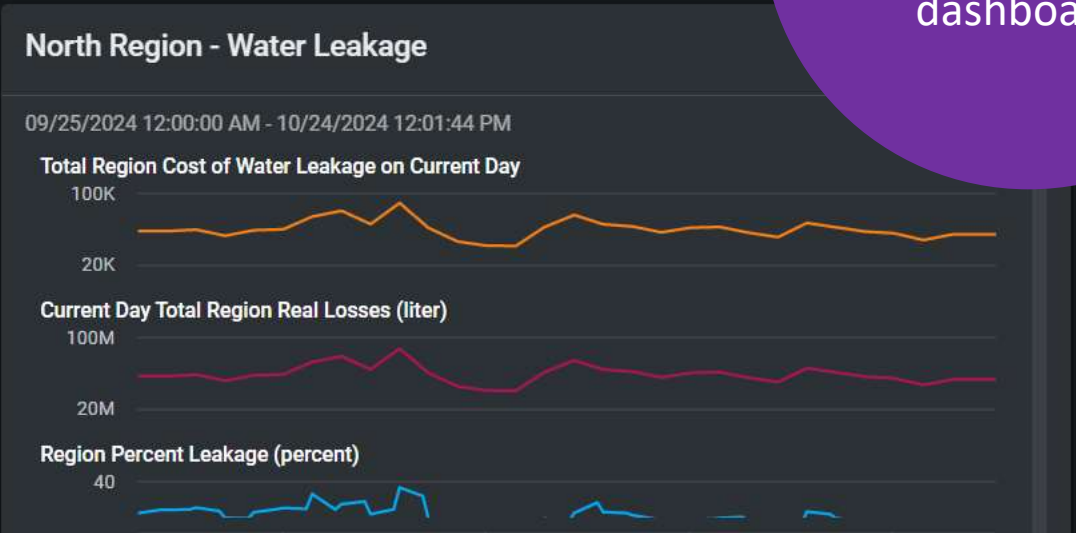 North Region - Water Leakage
09/25/2024 12:00:00 AM - 10/24/2024 12:01:44 PM
Total Region Cost of Water Leakage on Current Day
100K
20K
Current Day Total Region Real Losses (liter)
100M
20M
Region Percent Leakage (percent)
40